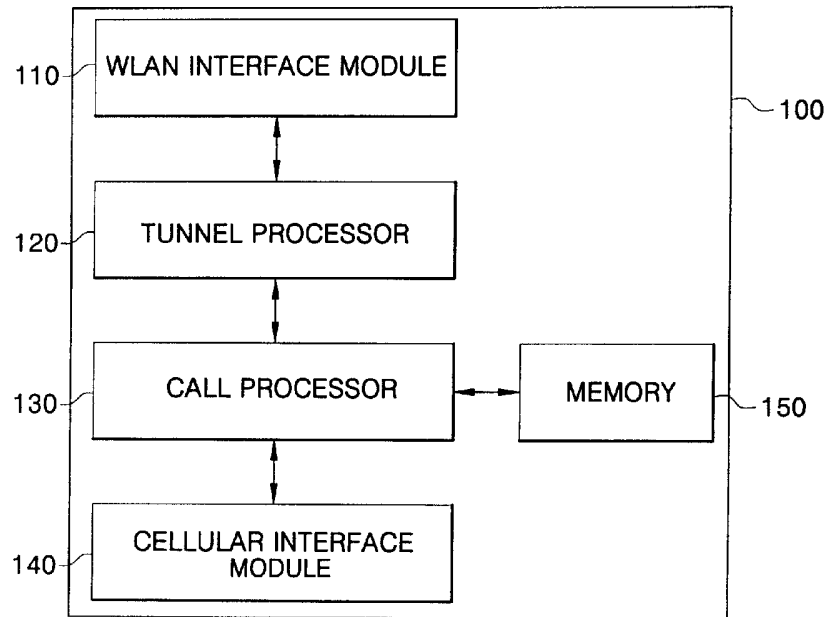 110
WLAN INTERFACE MODULE
100
120
TUNNEL PROCESSOR
130
CALL PROCESSOR
MEMORY
150
140
CELLULAR INTERFACE
MODULE